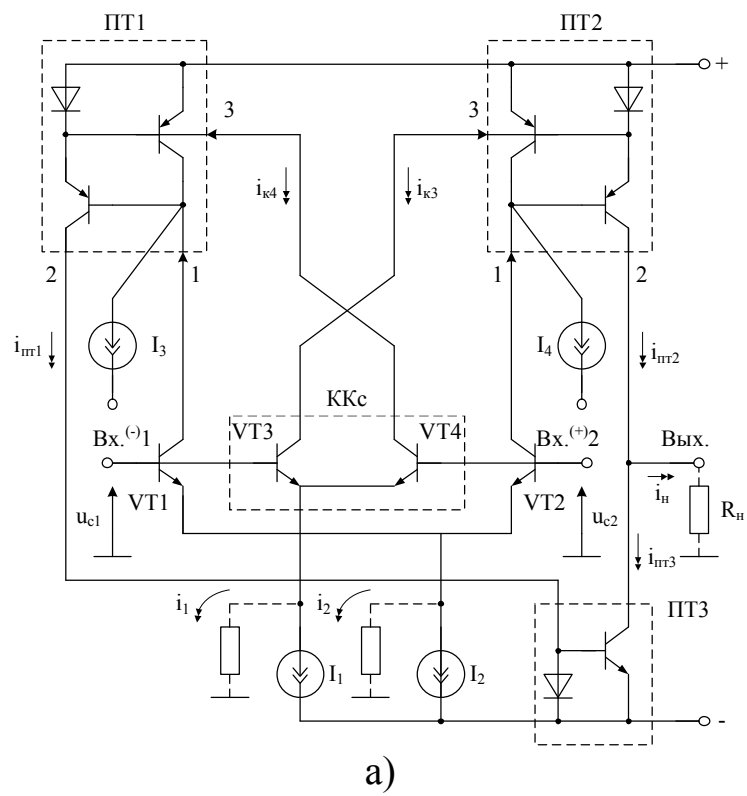 ПТ1
ПТ2
+
3
3
iк4
iк3
2
1
1
2
iпт1
I3
I4
iпт2
ККс
Вх.(-)1
VT3
VT4
Вх.(+)2
Вых.
VT1
VT2
iн
uс1
uс2
Rн
iпт3
i1
i2
ПТ3
I1
I2
-
а)